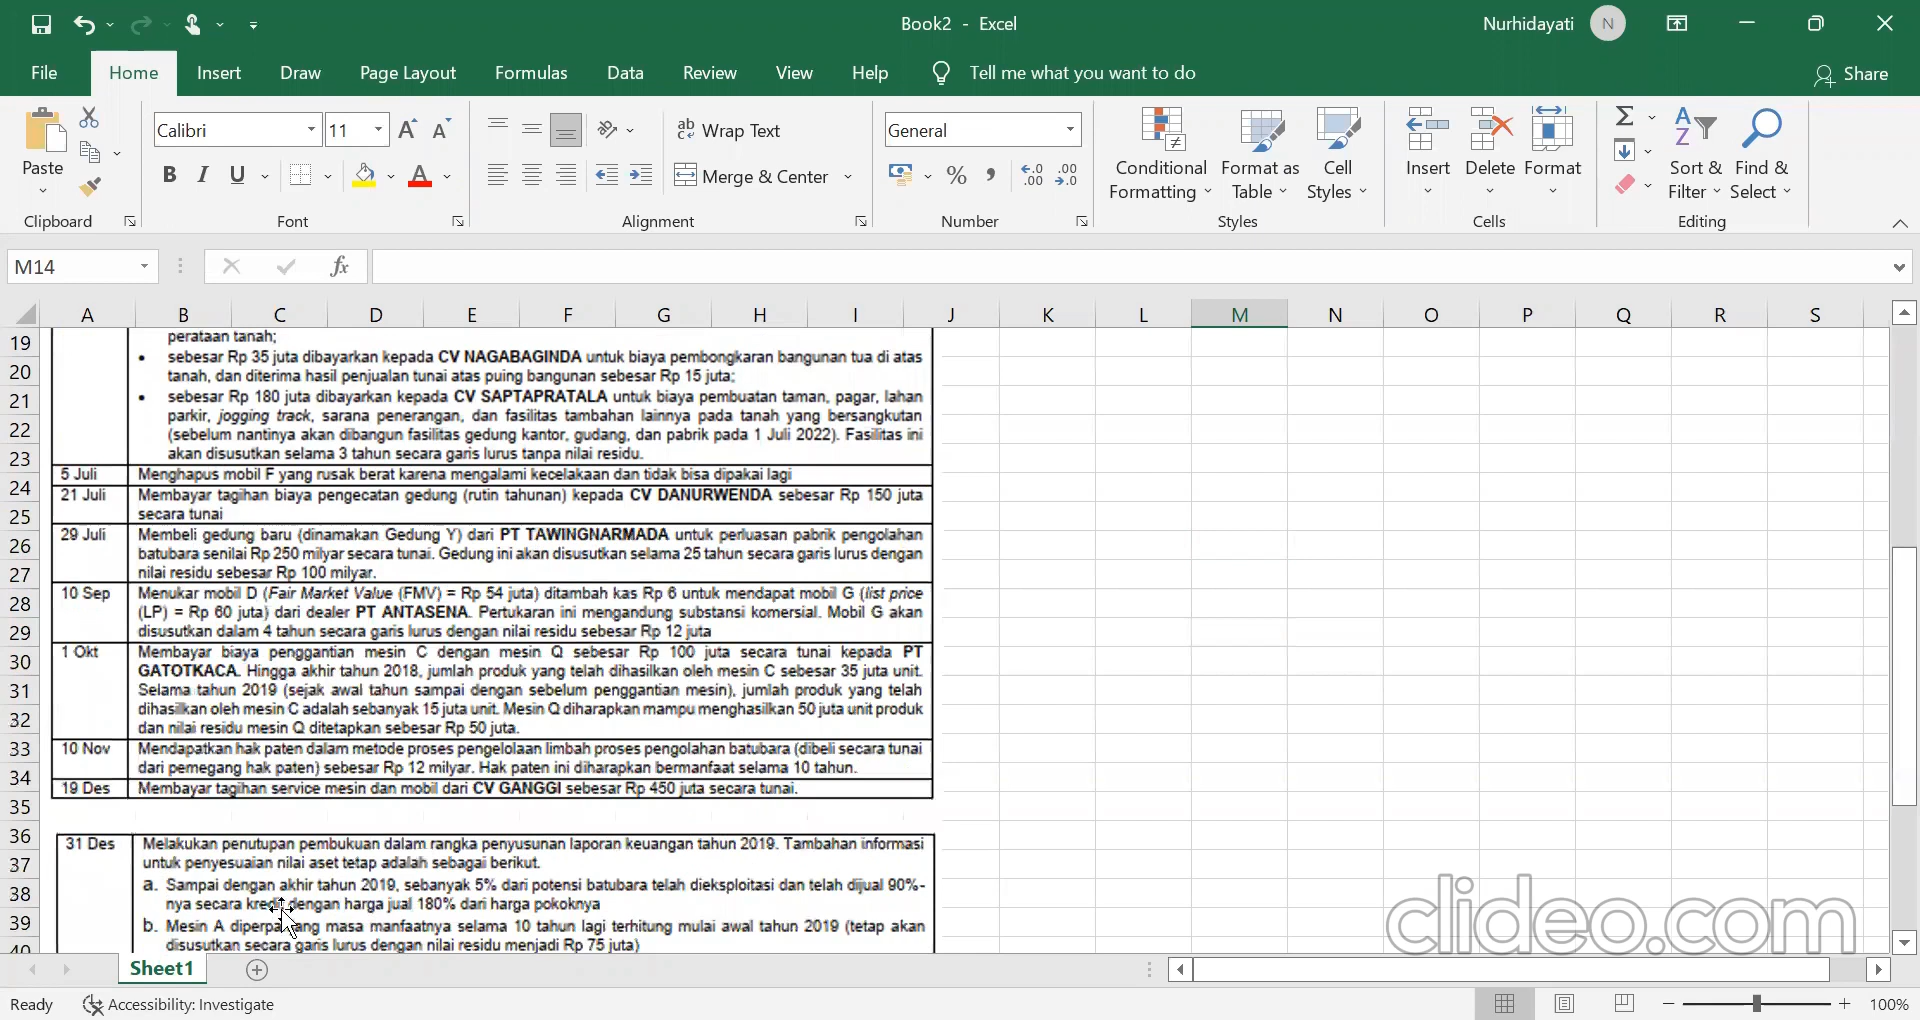 Book2 - Excel
Nurhidayati N
File Home Insert Draw Page Layout Formulas Data Review View Help Tell me what you want to do Share
Paste
Clipboard
Calibri 11
B I U A
Font
ab Wrap Text
Merge & Center
Alignment
General
% ,
Number
Conditional Formatting
Format as Table
Cell Styles
Styles
Insert Delete Format
Cells
Sort & Filter
Find & Select
Editing
M14 fx
A B C D E F G H I J K L M N O P Q R S
19 perataan tanah;
20 • sebesar Rp 35 juta dibayarkan kepada CV NAGABAGINDA untuk biaya pembongkaran bangunan tua di atas
tanah, dan diterima hasil penjualan tunai atas puing bangunan sebesar Rp 15 juta;
21 • sebesar Rp 180 juta dibayarkan kepada CV SAPTAPRATALA untuk biaya pembuatan taman, pagar, lahan
22 parkir, jogging track, sarana penerangan, dan fasilitas tambahan lainnya pada tanah yang bersangkutan
(sebelum nantinya akan dibangun fasilitas gedung kantor, gudang, dan pabrik pada 1 Juli 2022). Fasilitas ini
23 akan disusutkan selama 3 tahun secara garis lurus tanpa nilai residu.
5 Juli Menghapus mobil F yang rusak berat karena mengalami kecelakaan dan tidak bisa dipakai lagi
24 21 Juli Membayar tagihan biaya pengecatan gedung (rutin tahunan) kepada CV DANURWENDA sebesar Rp 150 juta
25 secara tunai
26 29 Juli Membeli gedung baru (dinamakan Gedung Y) dari PT TAWINGNARMADA untuk perluasan pabrik pengolahan
batubara senilai Rp 250 milyar secara tunai. Gedung ini akan disusutkan selama 25 tahun secara garis lurus dengan
27 nilai residu sebesar Rp 100 milyar.
28 10 Sep Menukar mobil D (Fair Market Value (FMV) = Rp 54 juta) ditambah kas Rp 6 untuk mendapat mobil G (list price
(LP) = Rp 60 juta) dari dealer PT ANTASENA. Pertukaran ini mengandung substansi komersial. Mobil G akan
29 disusutkan dalam 4 tahun secara garis lurus dengan nilai residu sebesar Rp 12 juta
30 1 Okt Membayar biaya penggantian mesin C dengan mesin Q sebesar Rp 100 juta secara tunai kepada PT
GATOTKACA. Hingga akhir tahun 2018, jumlah produk yang telah dihasilkan oleh mesin C sebesar 35 juta unit.
31 Selama tahun 2019 (sejak awal tahun sampai dengan sebelum penggantian mesin), jumlah produk yang telah
32 dihasilkan oleh mesin C adalah sebanyak 15 juta unit. Mesin Q diharapkan mampu menghasilkan 50 juta unit produk
dan nilai residu mesin Q ditetapkan sebesar Rp 50 juta.
33 10 Nov Mendapatkan hak paten dalam metode proses pengelolaan limbah proses pengolahan batubara (dibeli secara tunai
34 dari pemegang hak paten) sebesar Rp 12 milyar. Hak paten ini diharapkan bermanfaat selama 10 tahun.
19 Des Membayar tagihan service mesin dan mobil dari CV GANGGI sebesar Rp 450 juta secara tunai.
35
36 31 Des Melakukan penutupan pembukuan dalam rangka penyusunan laporan keuangan tahun 2019. Tambahan informasi
37 untuk penyesuaian nilai aset tetap adalah sebagai berikut.
38 a. Sampai dengan akhir tahun 2019, sebanyak 5% dari potensi batubara telah dieksploitasi dan telah dijual 90%-
nya secara kredit dengan harga jual 180% dari harga pokoknya
39 b. Mesin A diperpanjang masa manfaatnya selama 10 tahun lagi terhitung mulai awal tahun 2019 (tetap akan
40 disusutkan secara garis lurus dengan nilai residu menjadi Rp 75 juta)
clideo.com
Sheet1
Ready Accessibility: Investigate 100%